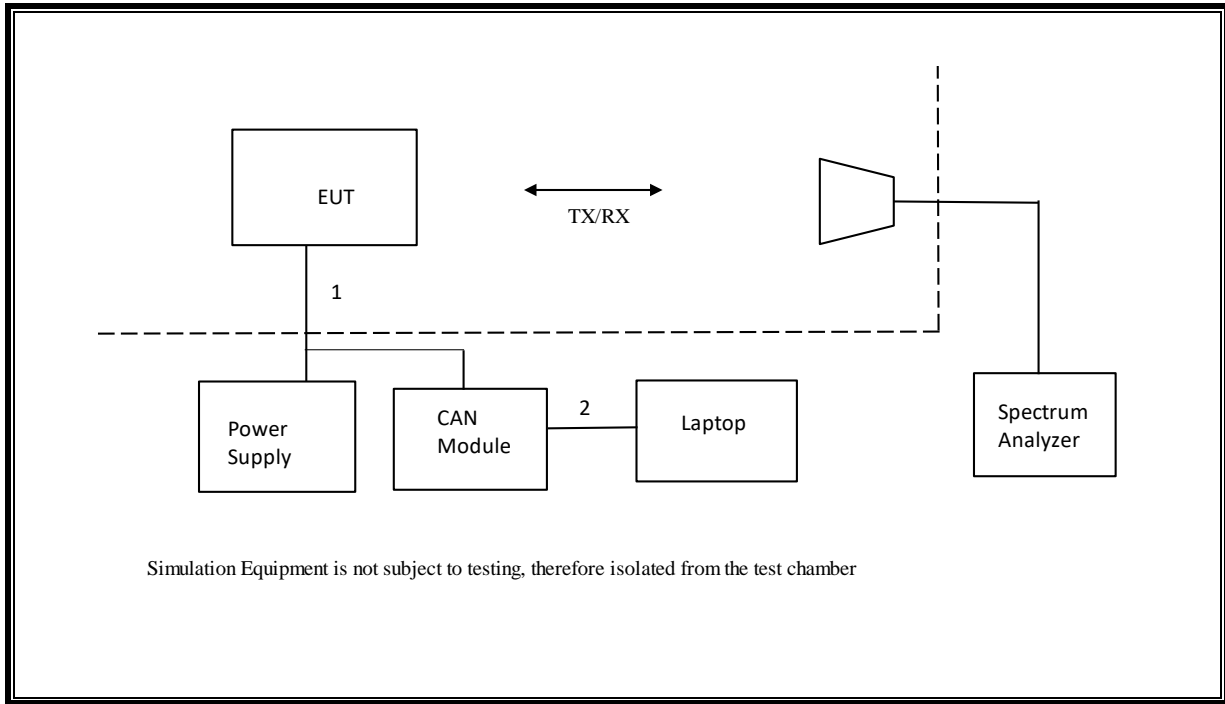 EUT
TX/RX
1
Power
Supply
CAN
Module
2
Laptop
Spectrum
Analyzer
Simulation Equipment is not subject to testing, therefore isolated from the test chamber